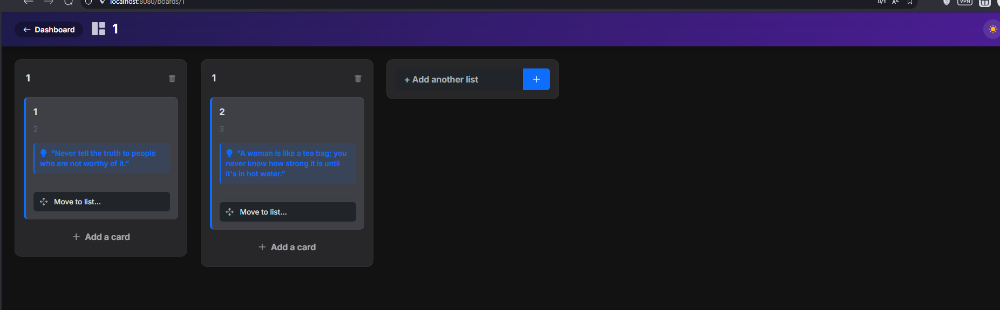 localhost:8080/boards/1
0/1
VPN
← Dashboard
1
1
1
2
"Never tell the truth to people
who are not worthy of it."
Move to list...
+ Add a card
1
2
3
"A woman is like a tea bag; you
never know how strong it is until
it's in hot water."
Move to list...
+ Add a card
+ Add another list
+